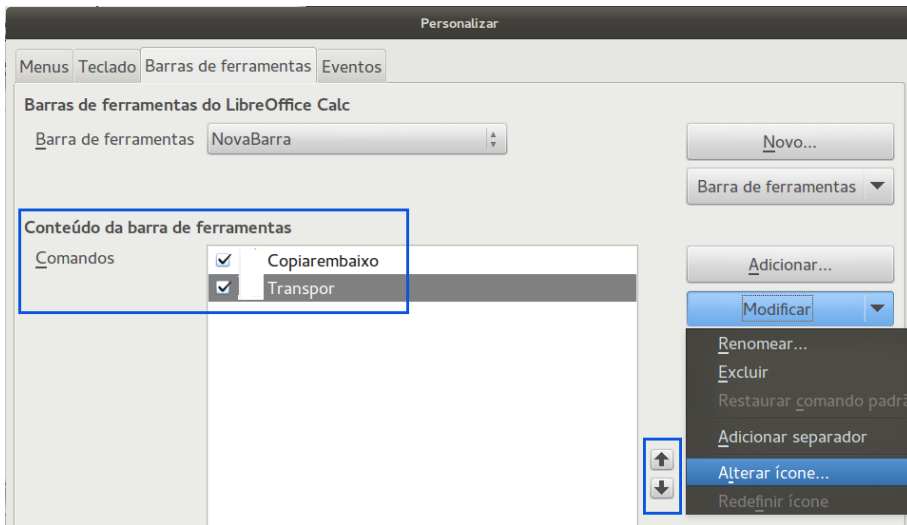 Personalizar
Menus Teclado Barras de ferramentas Eventos
Barras de ferramentas do LibreOffice Calc
Barra de ferramentas NovaBarra
Novo...
Barra de ferramentas
Conteúdo da barra de ferramentas
Comandos
Copiarembaixo
Transpor
Adicionar...
Modificar
Renomear...
Excluir
Restaurar comando padrã
Adicionar separador
Alterar ícone...
Redefinir ícone